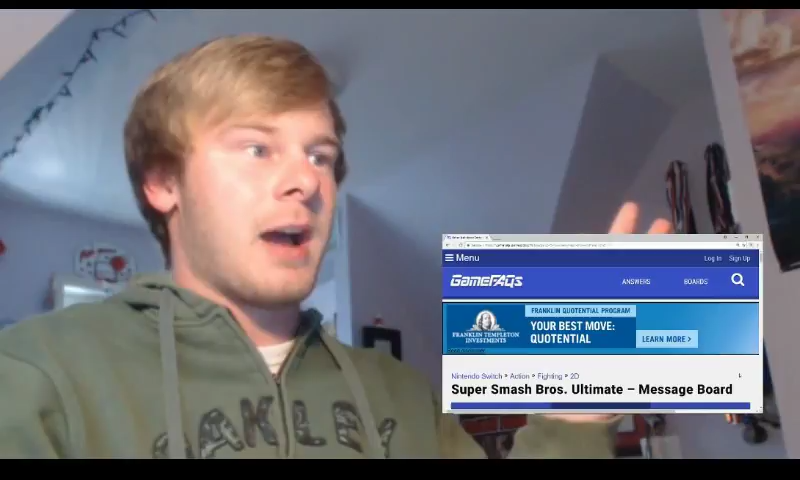 Menu
Log In Sign Up
GameFAQs
ANSWERS BOARDS
FRANKLIN QUOTENTIAL PROGRAM
FRANKLIN TEMPLETON
INVESTMENTS
YOUR BEST MOVE:
QUOTENTIAL
LEARN MORE >
Nintendo Switch > Action > Fighting > 2D
Super Smash Bros. Ultimate – Message Board
OAKLEY